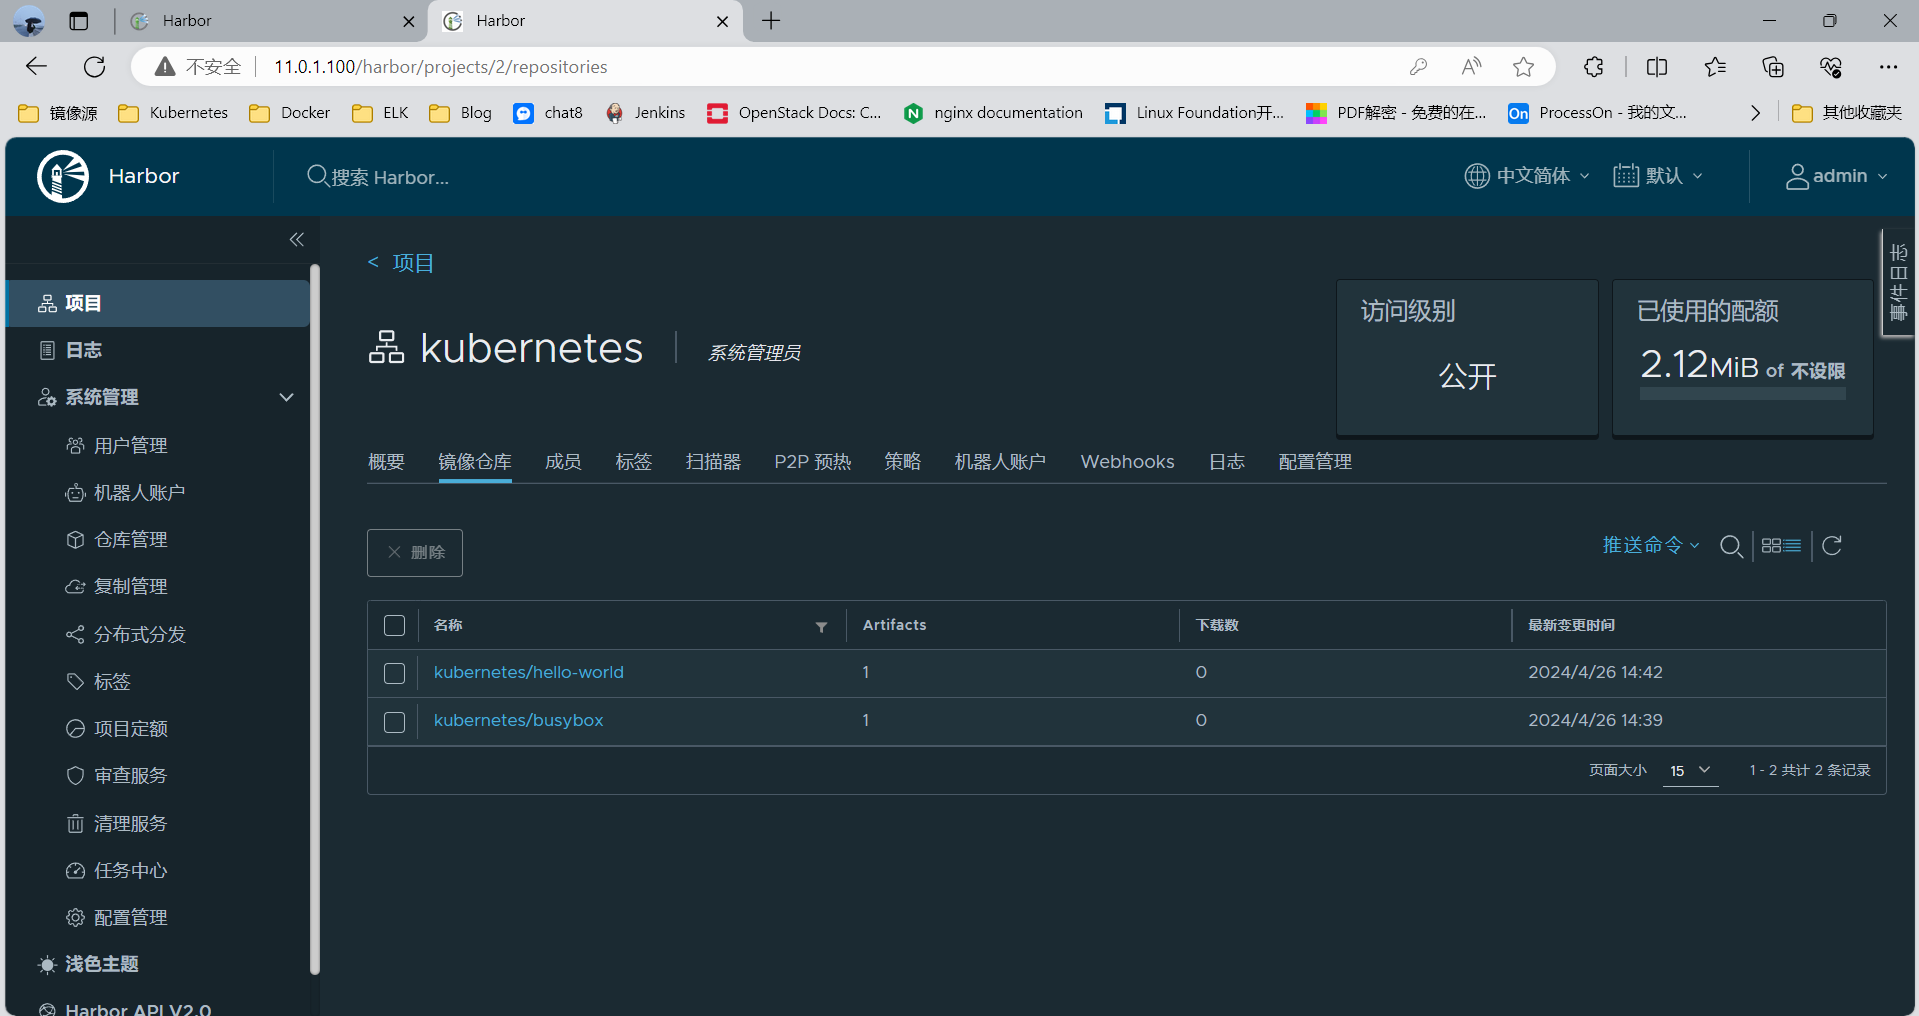 Harbor
Harbor
不安全
11.0.1.100/harbor/projects/2/repositories
镜像源
Kubernetes
Docker
ELK
Blog
chat8
Jenkins
OpenStack Docs: C...
nginx documentation
Linux Foundation开...
PDF解密 - 免费的在...
On
ProcessOn - 我的文...
其他收藏夹
Harbor
搜索 Harbor...
中文简体
默认
admin
事件日志
项目
日志
系统管理
用户管理
机器人账户
仓库管理
复制管理
分布式分发
标签
项目定额
审查服务
清理服务
任务中心
配置管理
浅色主题
Harbor API V2.0
< 项目
kubernetes
系统管理员
访问级别
公开
已使用的配额
2.12MiB of 不设限
概要 镜像仓库 成员 标签 扫描器 P2P 预热 策略 机器人账户 Webhooks 日志 配置管理
删除
推送命令
名称 Artifacts 下载数 最新变更时间
kubernetes/hello-world 1 0 2024/4/26 14:42
kubernetes/busybox 1 0 2024/4/26 14:39
页面大小 15 1 - 2 共计 2 条记录